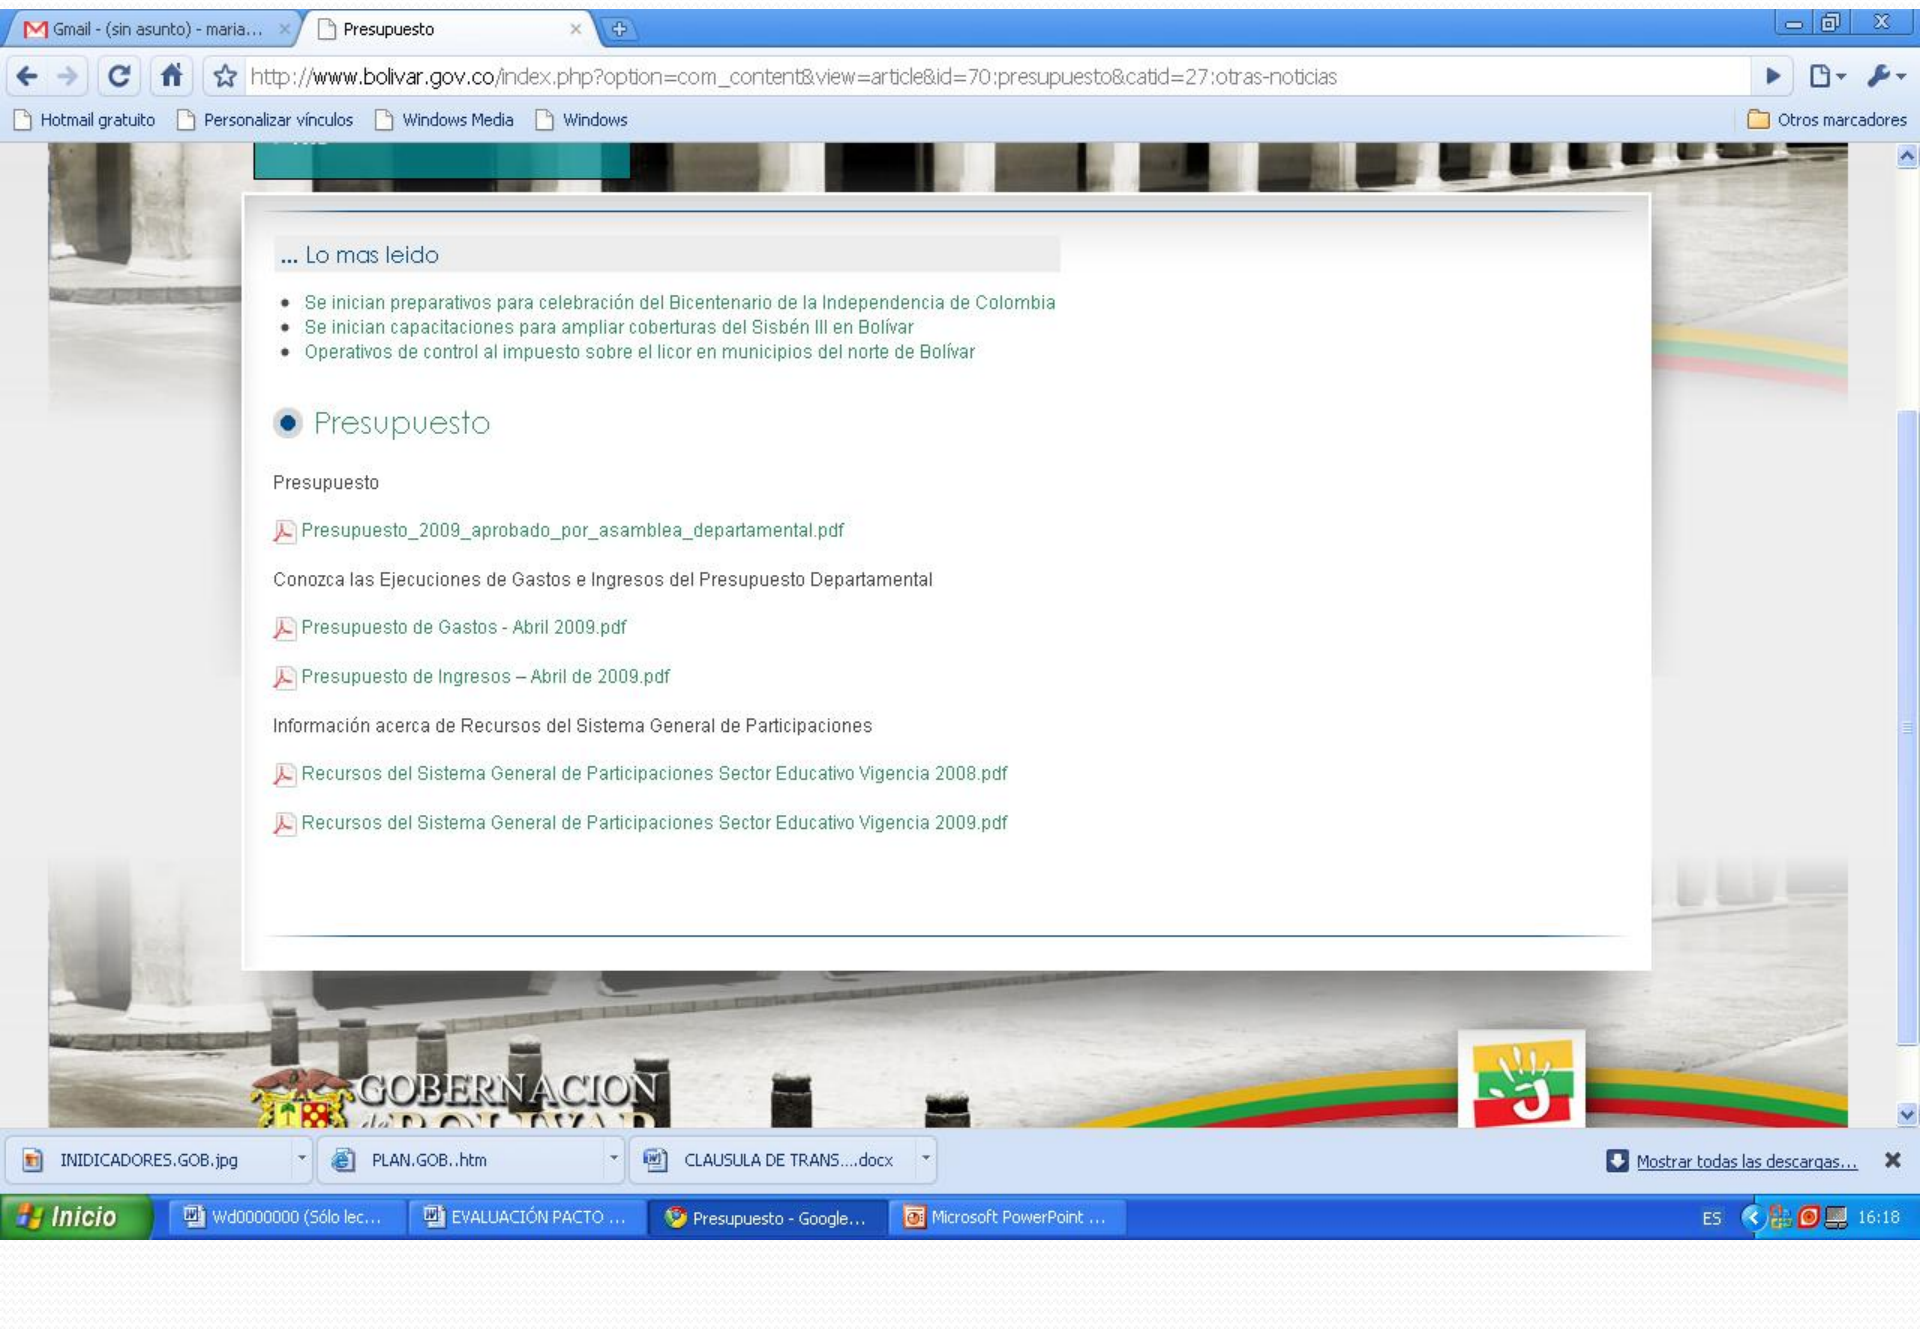 Gmail - (sin asunto) - maria...
Presupuesto
http://www.bolivar.gov.co/index.php?option=com_content&view=article&id=70:presupuesto&catid=27:otras-noticias
Hotmail gratuito
Personalizar vínculos
Windows Media
Windows
Otros marcadores
... Lo mas leido
Se inician preparativos para celebración del Bicentenario de la Independencia de Colombia
Se inician capacitaciones para ampliar coberturas del Sisbén III en Bolívar
Operativos de control al impuesto sobre el licor en municipios del norte de Bolívar
Presupuesto
Presupuesto
Presupuesto_2009_aprobado_por_asamblea_departamental.pdf
Conozca las Ejecuciones de Gastos e Ingresos del Presupuesto Departamental
Presupuesto de Gastos - Abril 2009.pdf
Presupuesto de Ingresos – Abril de 2009.pdf
Información acerca de Recursos del Sistema General de Participaciones
Recursos del Sistema General de Participaciones Sector Educativo Vigencia 2008.pdf
Recursos del Sistema General de Participaciones Sector Educativo Vigencia 2009.pdf
GOBERNACION
de BOLIVAR
INIDICADORES.GOB.jpg
PLAN.GOB..htm
CLAUSULA DE TRANS....docx
Mostrar todas las descargas...
Inicio
Wd0000000 (Sólo lec...
EVALUACIÓN PACTO ...
Presupuesto - Google...
Microsoft PowerPoint ...
ES
16:18